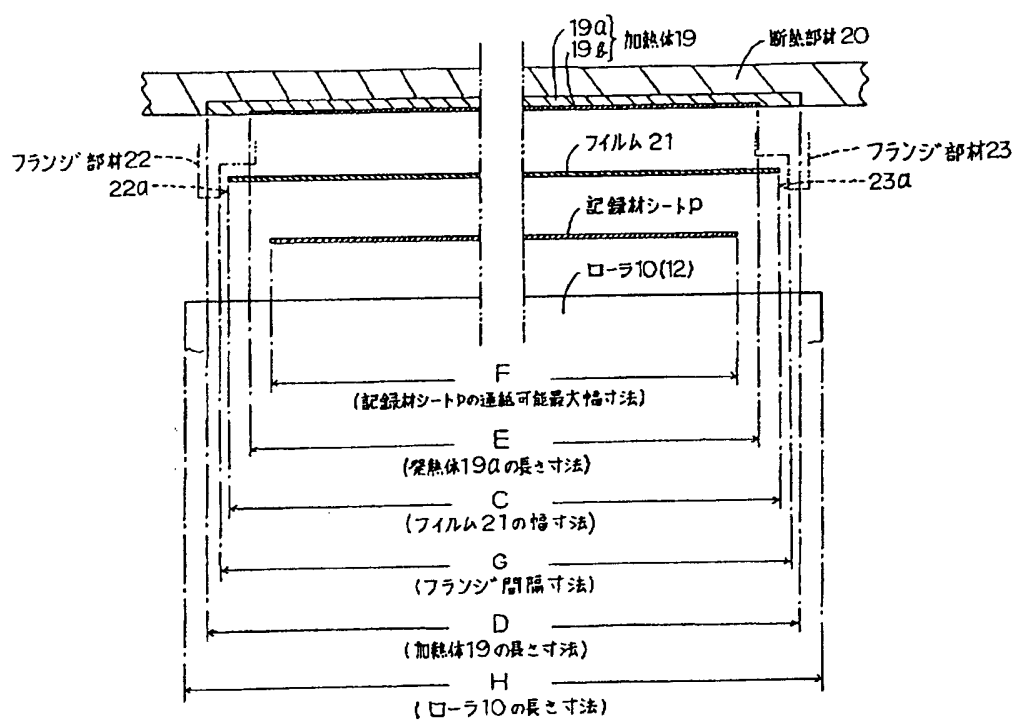 19a
19b
加熱体19
断熱部材20
フランジ部材22
22a
フイルム21
フランジ部材23
23a
記録材シートP
ローラ10(12)
F
(記録材シートPの通紙可能最大幅寸法)
E
(発熱体19aの長さ寸法)
C
(フイルム21の幅寸法)
G
(フランジ間隔寸法)
D
(加熱体19の長さ寸法)
H
(ローラ10の長さ寸法)